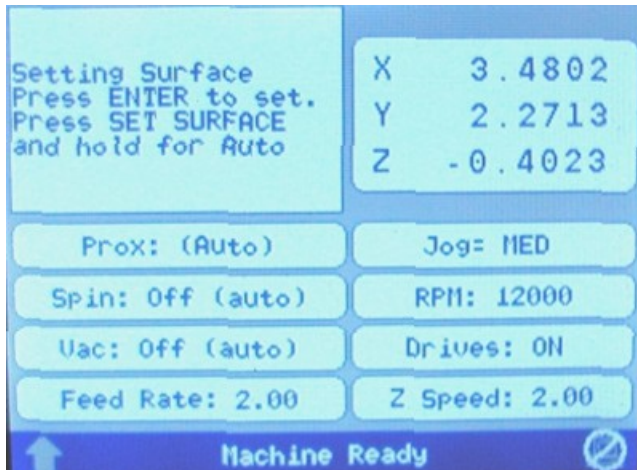 Setting Surface
Press ENTER to set.
Press SET SURFACE
and hold for Auto
X 3.4802
Y 2.2713
Z -0.4023
Prox: (Auto)
Jog= MED
Spin: Off (auto)
RPM: 12000
Vac: Off (auto)
Drives: ON
Feed Rate: 2.00
Z Speed: 2.00
Machine Ready